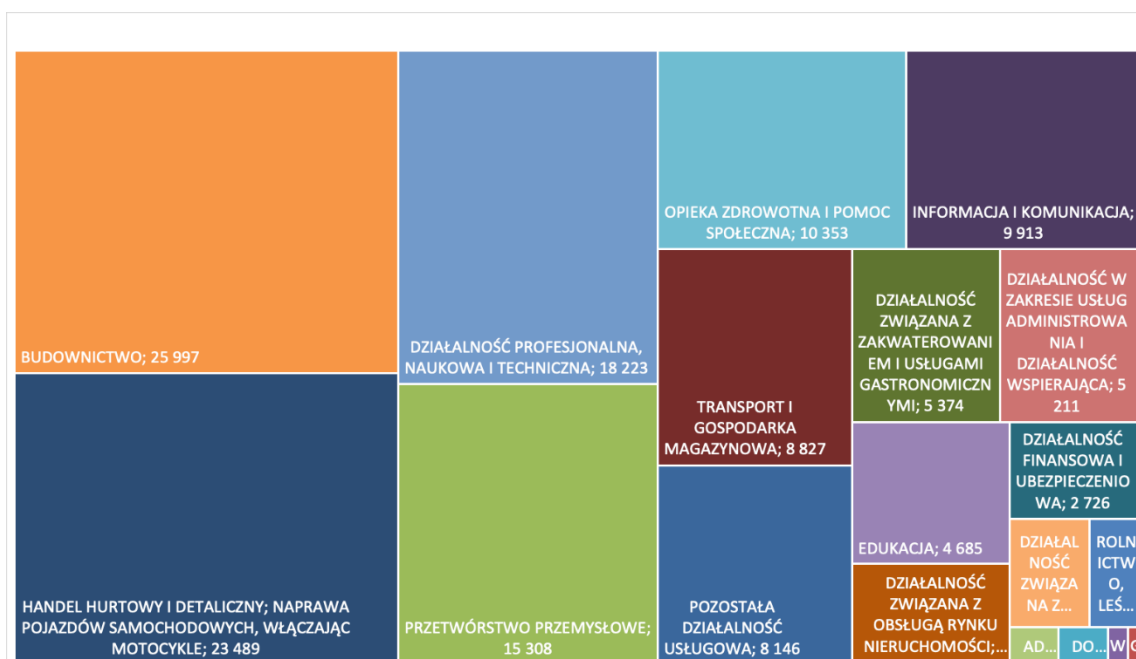 BUDOWNICTWO; 25 997
HANDEL HURTOWY I DETALICZNY; NAPRAWA
POJAZDÓW SAMOCHODOWYCH, WŁĄCZAJĄC
MOTOCYKLE; 23 489
DZIAŁALNOŚĆ PROFESJONALNA,
NAUKOWA I TECHNICZNA; 18 223
PRZETWÓRSTWO PRZEMYSŁOWE;
15 308
OPIEKA ZDROWOTNA I POMOC
SPOŁECZNA; 10 353
INFORMACJA I KOMUNIKACJA;
9 913
TRANSPORT I
GOSPODARKA
MAGAZYNOWA; 8 827
POZOSTAŁA
DZIAŁALNOŚĆ
USŁUGOWA; 8 146
DZIAŁALNOŚĆ
ZWIĄZANA Z
ZAKWATEROWANI
EM I USŁUGAMI
GASTRONOMICZN
YMI; 5 374
DZIAŁALNOŚĆ W
ZAKRESIE USŁUG
ADMINISTROWA
NIA I
DZIAŁALNOŚĆ
WSPIERAJĄCA; 5
211
EDUKACJA; 4 685
DZIAŁALNOŚĆ
ZWIĄZANA Z
OBSŁUGĄ RYNKU
NIERUCHOMOŚCI;...
DZIAŁALNOŚĆ
FINANSOWA I
UBEZPIECZENIO
WA; 2 726
DZIAŁAL
NOŚĆ
ZWIĄZA
NA Z...
ROLN
ICTW
O,
LEŚ...
AD...
DO...
W